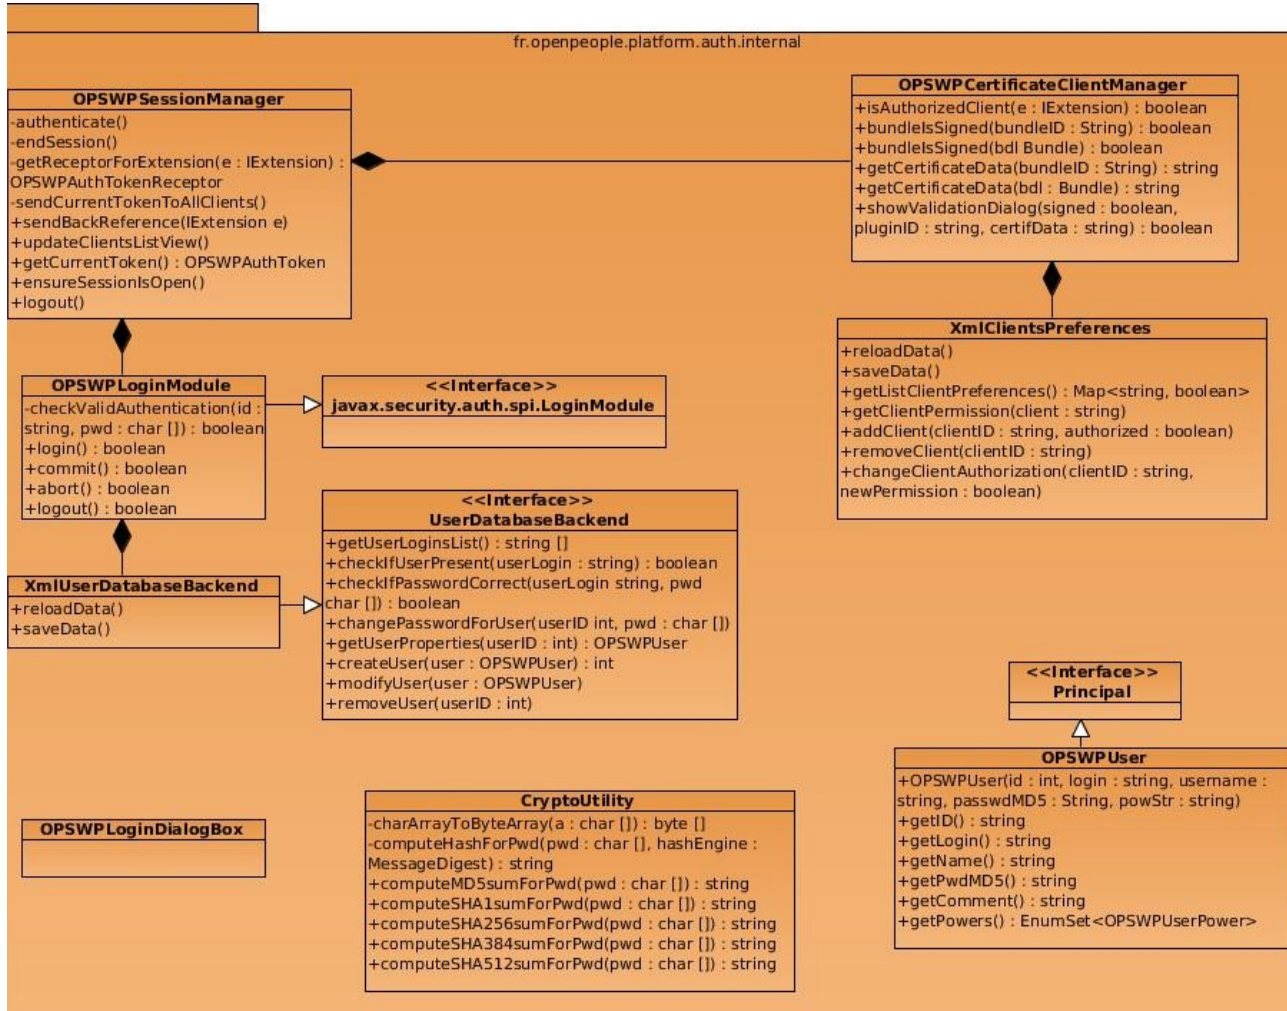 fr.openpeople.platform.auth.internal
OPSWPSessionManager
-authenticate()
-endSession()
-getReceptorForExtension(e : IExtension) :
OPSWPAuthTokenReceptor
-sendCurrentTokenToAllClients()
+sendBackReference(IExtension e)
+updateClientsListView()
+getCurrentToken() : OPSWPAuthToken
+ensureSessionIsOpen()
+logout()
OPSWPCertificateClientManager
+isAuthorizedClient(e : IExtension) : boolean
+bundleIsSigned(bundleID : String) : boolean
+bundleIsSigned(bdl Bundle) : boolean
+getCertificateData(bundleID : String) : string
+getCertificateData(bdl : Bundle) : string
+showValidationDialog(signed : boolean,
pluginID : string, certifData : string) : boolean
OPSWPLoginModule
-checkValidAuthentication(id :
string, pwd : char []) : boolean
+login() : boolean
+commit() : boolean
+abort() : boolean
+logout() : boolean
<<Interface>>
javax.security.auth.spi.LoginModule
XmlClientsPreferences
+reloadData()
+saveData()
+getListClientPreferences() : Map<string, boolean>
+getClientPermission(client : string)
+addClient(clientID : string, authorized : boolean)
+removeClient(clientID : string)
+changeClientAuthorization(clientID : string,
newPermission : boolean)
XmlUserDatabaseBackend
+reloadData()
+saveData()
<<Interface>>
UserDatabaseBackend
+getUserLoginsList() : string []
+checkIfUserPresent(userLogin : string) : boolean
+checkIfPasswordCorrect(userLogin string, pwd
char []) : boolean
+changePasswordForUser(userID int, pwd : char [])
+getUserProperties(userID : int) : OPSWPUser
+createUser(user : OPSWPUser) : int
+modifyUser(user : OPSWPUser)
+removeUser(userID : int)
<<Interface>>
Principal
OPSWPUser
+OPSWPUser(id : int, login : string, username :
string, passwdMD5 : String, powStr : string)
+getID() : string
+getLogin() : string
+getName() : string
+getPwdMD5() : string
+getComment() : string
+getPowers() : EnumSet<OPSWPUserPower>
OPSWPLoginDialogBox
CryptoUtility
-charArrayToByteArray(a : char []) : byte []
-computeHashForPwd(pwd : char [], hashEngine :
MessageDigest) : string
+computeMD5sumForPwd(pwd : char []) : string
+computeSHA1sumForPwd(pwd : char []) : string
+computeSHA256sumForPwd(pwd : char []) : string
+computeSHA384sumForPwd(pwd : char []) : string
+computeSHA512sumForPwd(pwd : char []) : string